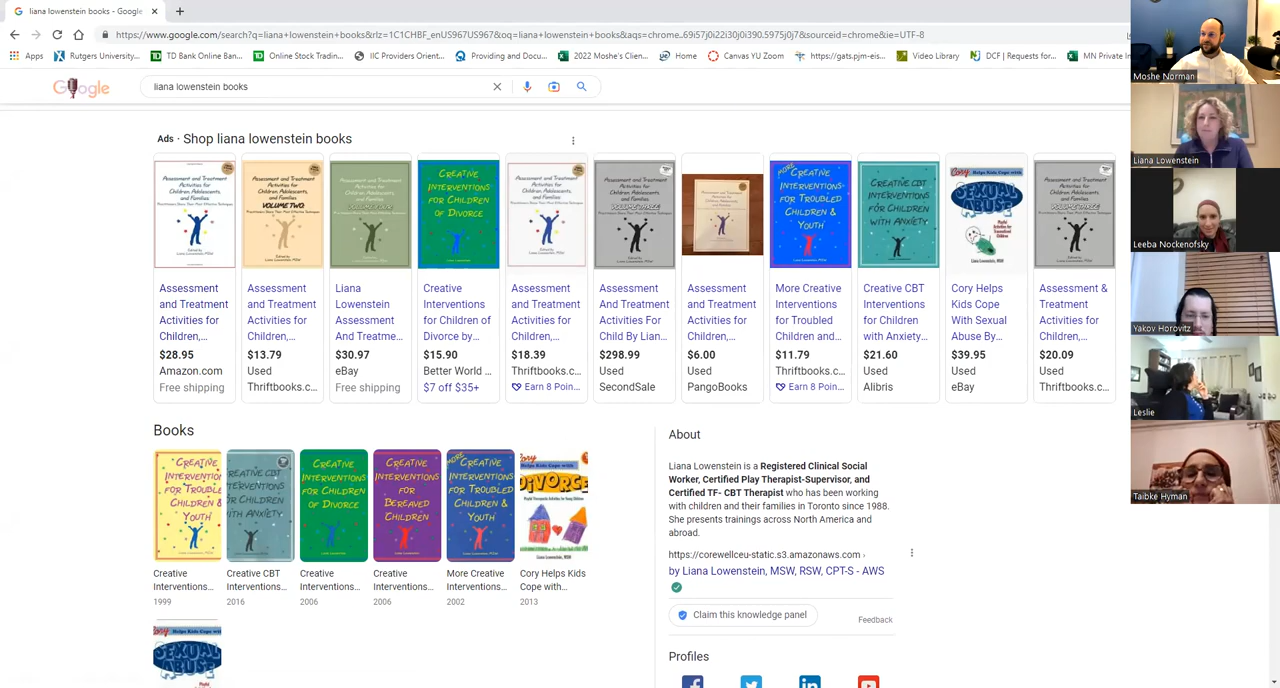 liana lowenstein books - Google
https://www.google.com/search?q=liana+lowenstein+books&rlz=1C1CHBF_enUS967US967&oq=liana+lowenstein+books&aqs=chrome..69i57j0i22i30j0i390.5975j0j7&sourceid=chrome&ie=UTF-8
Apps
Rutgers University...
TD Bank Online Ban...
Online Stock Tradin...
IIC Providers Orient...
Providing and Docu...
2022 Moshe's Clien...
Home
Canvas YU Zoom
https://gats.pjm-eis...
Video Library
DCF | Requests for...
MN Private In
Google
liana lowenstein books
Ads · Shop liana lowenstein books
Assessment and Treatment Activities for Children,...
$28.95
Amazon.com
Free shipping
Assessment and Treatment Activities for Children,...
$13.79
Used
Thriftbooks.c...
Liana Lowenstein Assessment And Treatme...
$30.97
eBay
Free shipping
Creative Interventions for Children of Divorce by...
$15.90
Better World ...
$7 off $35+
Assessment and Treatment Activities for Children,...
$18.39
Thriftbooks.c...
Earn 8 Poin...
Assessment And Treatment Activities For Child By Lian...
$298.99
Used
SecondSale
Assessment and Treatment Activities for Children,...
$6.00
Used
PangoBooks
More Creative Interventions for Troubled Children and...
$11.79
Thriftbooks.c...
Earn 8 Poin...
Creative CBT Interventions for Children with Anxiety...
$21.60
Alibris
Cory Helps Kids Cope With Sexual Abuse By...
$39.95
eBay
Assessment & Treatment Activities for Children,...
$20.09
Used
Thriftbooks.c...
Books
Creative Interventions...
1999
Creative CBT Interventions...
2016
Creative Interventions...
2006
Creative Interventions...
2006
More Creative Interventions...
2002
Cory Helps Kids Cope with...
2013
About
Liana Lowenstein is a Registered Clinical Social
Worker, Certified Play Therapist-Supervisor, and
Certified TF- CBT Therapist who has been working
with children and their families in Toronto since 1988.
She presents trainings across North America and
abroad.
https://corewellceu-static.s3.amazonaws.com ›
by Liana Lowenstein, MSW, RSW, CPT-S - AWS
Claim this knowledge panel
Feedback
Profiles
Moshe Norman
Liana Lowenstein
Leeba Nockenofsky
Yakov Horovitz
Leslie
Taibke Hyman